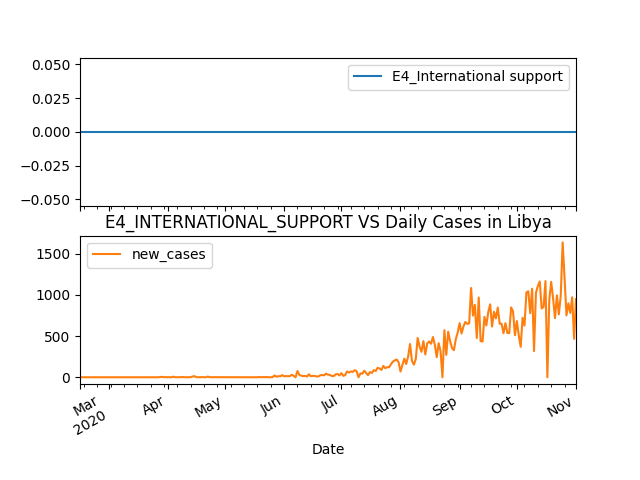 0.050
0.025
0.000
−0.025
−0.050
E4_International support
E4_INTERNATIONAL_SUPPORT VS Daily Cases in Libya
1500
1000
500
0
new_cases
Mar
2020
Apr
May
Jun
Jul
Aug
Sep
Oct
Nov
Date